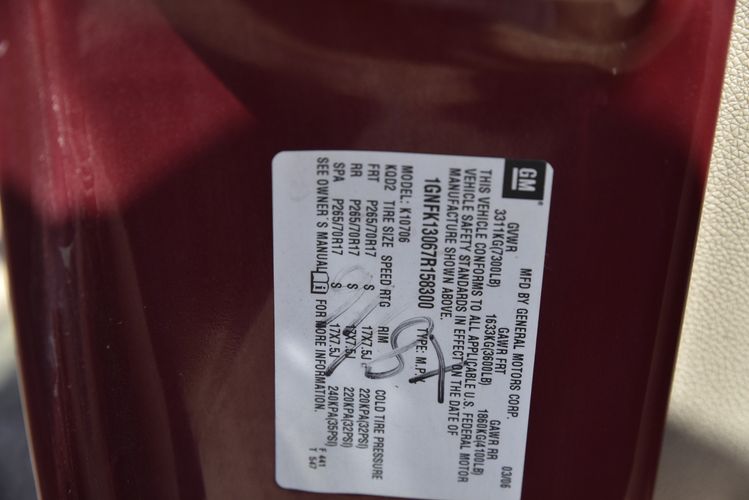 GM
MFD BY GENERAL MOTORS CORP. 03/06
GVWR GAWR FRT GAWR RR
3311KG(7300LB) 1633KG(3600LB) 1860KG(4100LB)
THIS VEHICLE CONFORMS TO ALL APPLICABLE U.S. FEDERAL MOTOR
VEHICLE SAFETY STANDARDS IN EFFECT ON THE DATE OF
MANUFACTURE SHOWN ABOVE.
1GNFK13067R158300 TYPE: M.P.V
MODEL: K10706
KQD2 TIRE SIZE SPEED RTG RIM COLD TIRE PRESSURE
FRT P265/70R17 S 17X7.5J 220KPA(32PSI)
RR P265/70R17 S 17X7.5J 220KPA(32PSI)
SPA P265/70R17 S 17X7.5J 240KPA(35PSI)
SEE OWNER'S MANUAL FOR MORE INFORMATION.
F 441
T 547